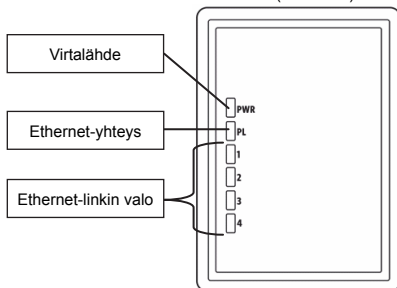 Virtalähde
Ethernet-yhteys
Ethernet-linkin valo
PWR
PL
1
2
3
4